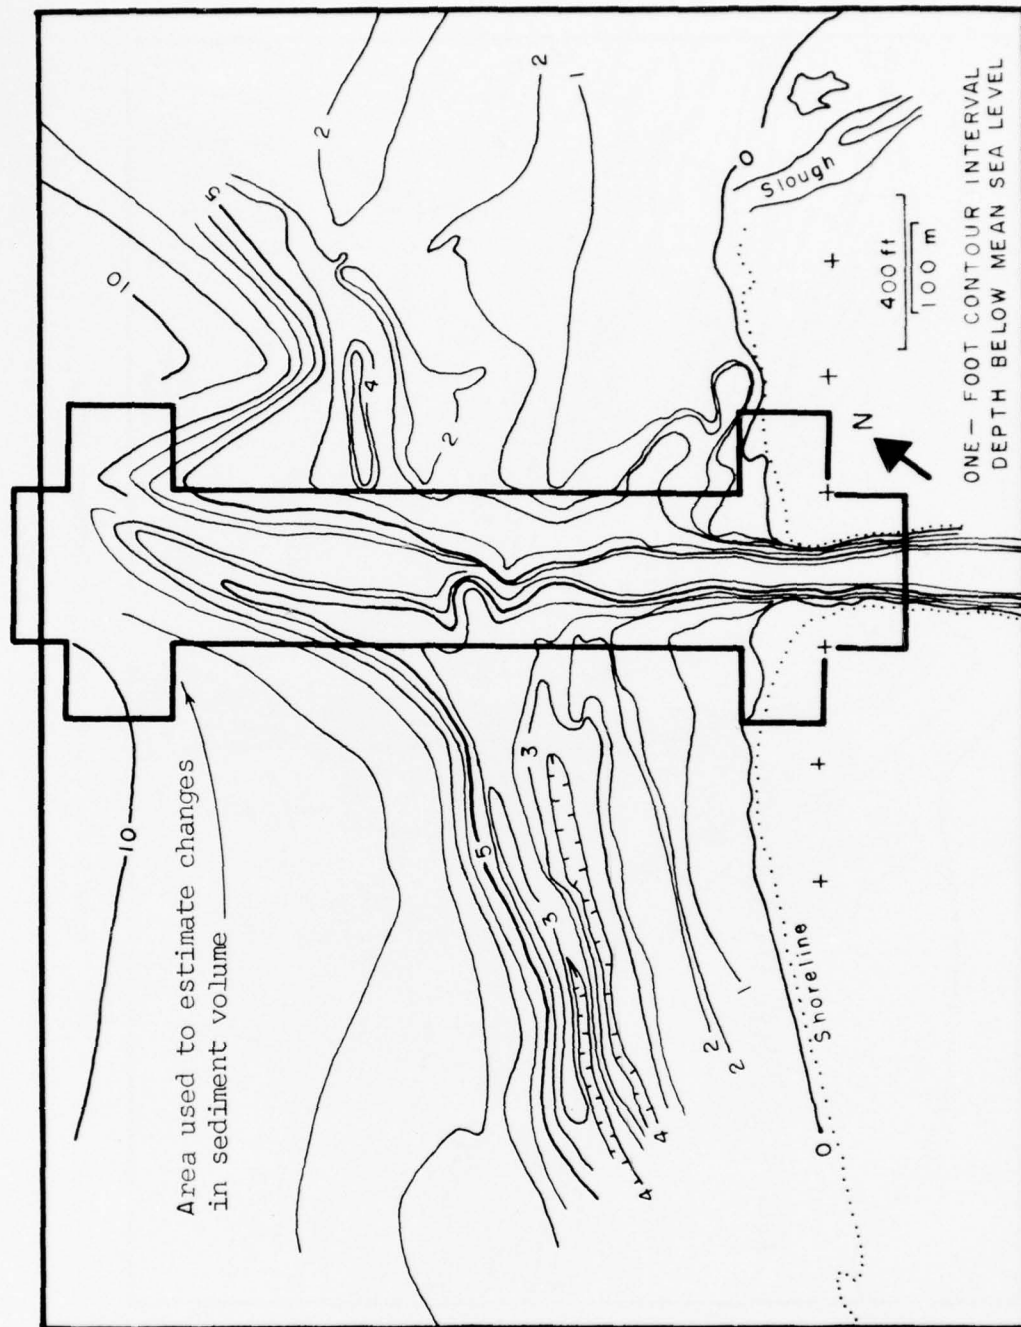 Area used to estimate changes
in sediment volume
10
10
5
5
2
2
1
4
2
3
3
4
4
2
2
1
0
0
Shoreline
Slough
400 ft
100 m
N
ONE - FOOT CONTOUR INTERVAL
DEPTH BELOW MEAN SEA LEVEL